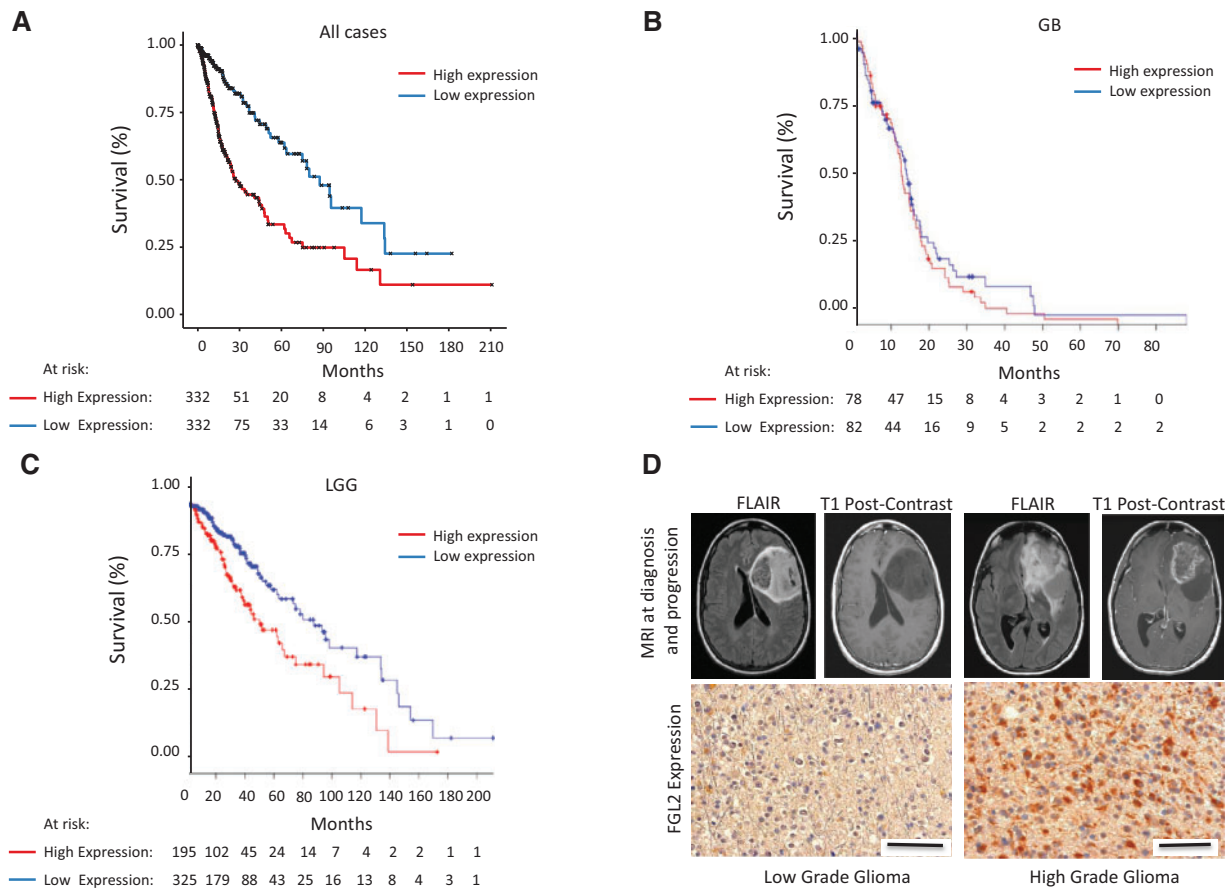 A
All cases
1.00
0.75
0.50
0.25
0.00
Survival (%)
High expression
Low expression
0 30 60 90 120 150 180 210
Months
At risk:
High Expression: 332 51 20 8 4 2 1 1
Low Expression: 332 75 33 14 6 3 1 0
B
GB
1.00
0.75
0.50
0.25
0.00
Survival (%)
High expression
Low expression
0 10 20 30 40 50 60 70 80
Months
At risk:
High Expression: 78 47 15 8 4 3 2 1 0
Low Expression: 82 44 16 9 5 2 2 2 2
C
LGG
1.00
0.75
0.50
0.25
0.00
Survival (%)
High expression
Low expression
0 20 40 60 80 100 120 140 160 180 200
Months
At risk:
High Expression: 195 102 45 24 14 7 4 2 2 1 1
Low Expression: 325 179 88 43 25 16 13 8 4 3 1
D
FLAIR T1 Post-Contrast FLAIR T1 Post-Contrast
MRI at diagnosis
and progression
FGL2 Expression
Low Grade Glioma High Grade Glioma